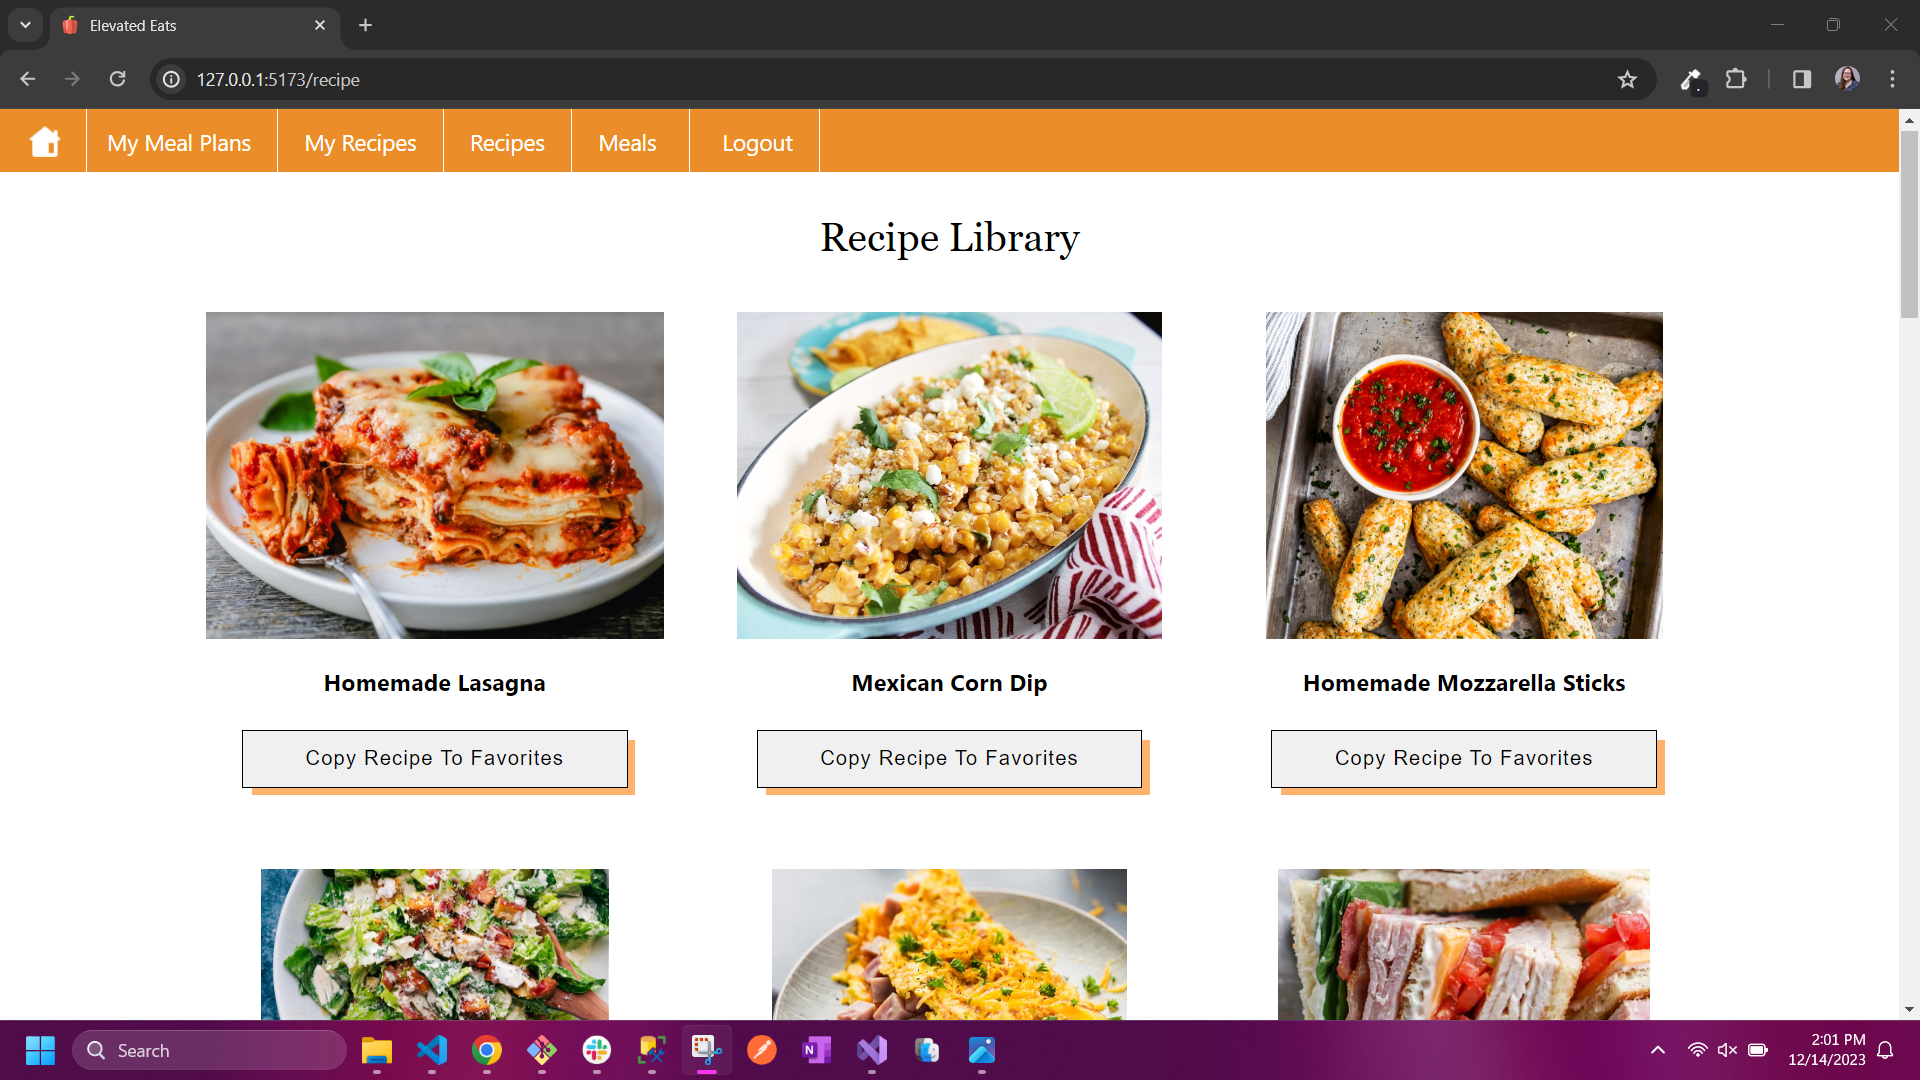 Elevated Eats
127.0.0.1:5173/recipe
My Meal Plans
My Recipes
Recipes
Meals
Logout
Recipe Library
Homemade Lasagna
Mexican Corn Dip
Homemade Mozzarella Sticks
Copy Recipe To Favorites
Copy Recipe To Favorites
Copy Recipe To Favorites
Search
N
2:01 PM
12/14/2023